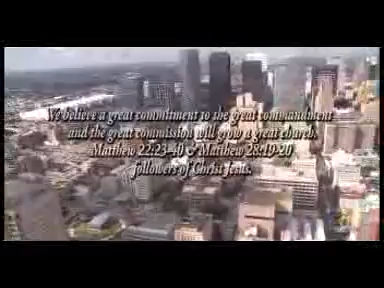 We believe a great commitment to the great commandment
and the great commission will grow a great church.
Matthew 22:23-40 & Matthew 28:19-20
followers of Christ Jesus.